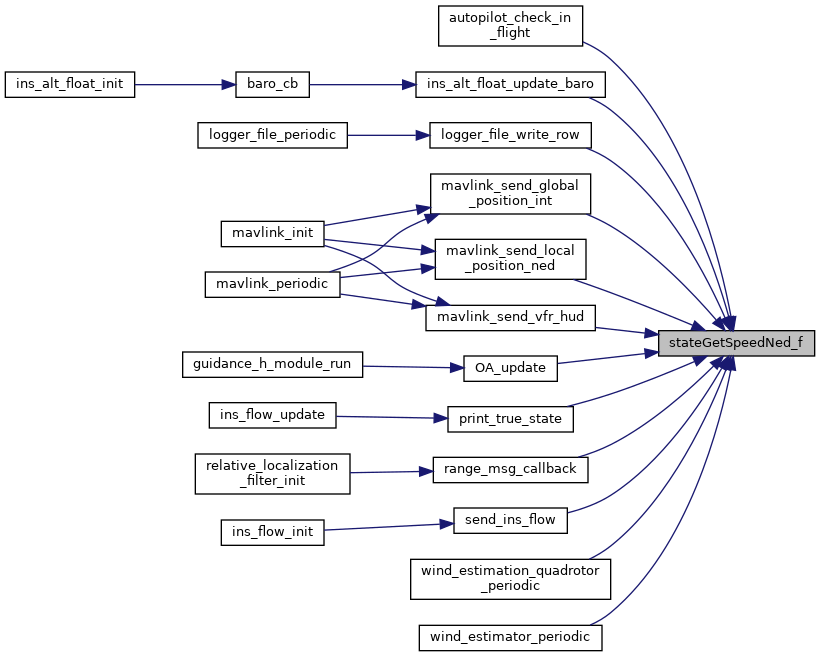 autopilot_check_in
_flight
ins_alt_float_init
baro_cb
ins_alt_float_update_baro
logger_file_periodic
logger_file_write_row
mavlink_send_global
_position_int
mavlink_init
mavlink_send_local
_position_ned
mavlink_periodic
mavlink_send_vfr_hud
stateGetSpeedNed_f
guidance_h_module_run
OA_update
ins_flow_update
print_true_state
relative_localization
_filter_init
range_msg_callback
send_ins_flow
ins_flow_init
wind_estimation_quadrotor
_periodic
wind_estimator_periodic